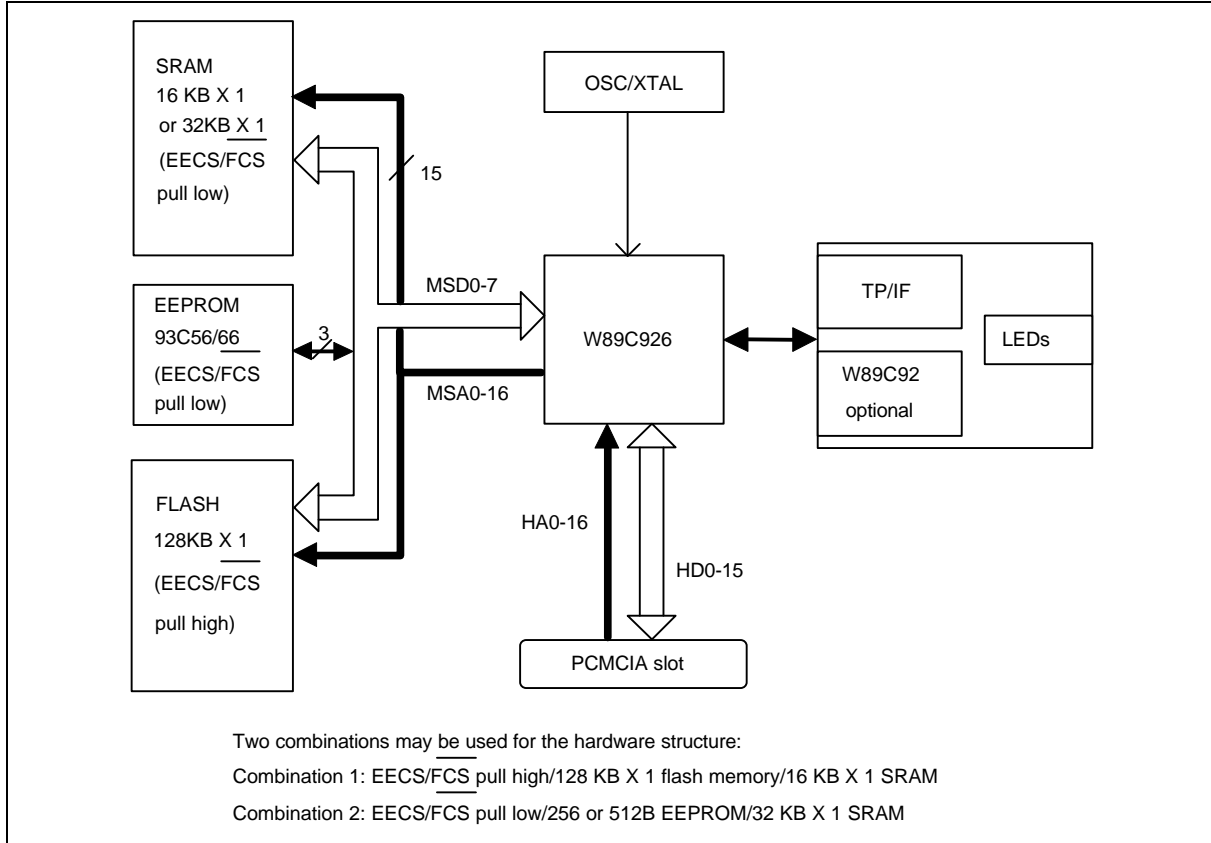 SRAM
16 KB X 1
or 32KB X 1
(EECS/FCS
pull low)
OSC/XTAL
15
EEPROM
93C56/66
(EECS/FCS
pull low)
3
MSD0-7
MSA0-16
W89C926
TP/IF
LEDs
W89C92
optional
FLASH
128KB X 1
(EECS/FCS
pull high)
HA0-16
HD0-15
PCMCIA slot
Two combinations may be used for the hardware structure:
Combination 1: EECS/FCS pull high/128 KB X 1 flash memory/16 KB X 1 SRAM
Combination 2: EECS/FCS pull low/256 or 512B EEPROM/32 KB X 1 SRAM